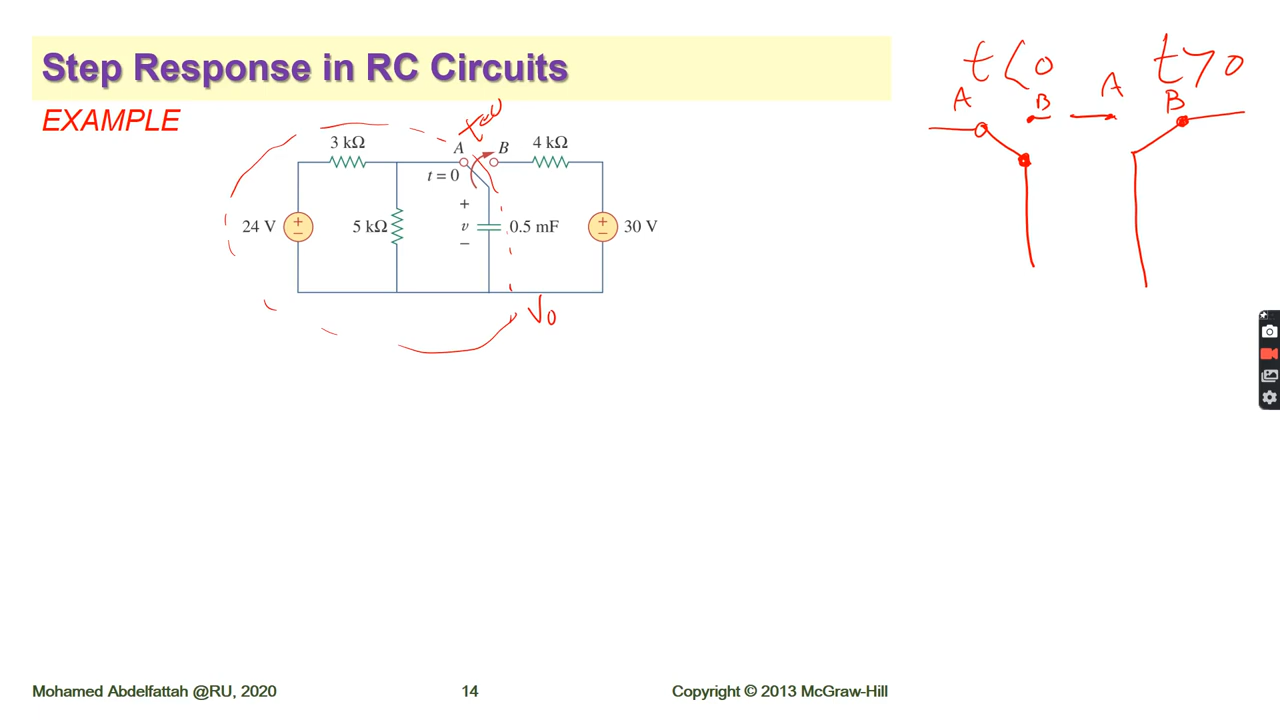 Step Response in RC Circuits
EXAMPLE
t<0
t>0
A
B
A
B
3 kΩ
A
B
4 kΩ
t = 0
24 V
5 kΩ
+
v
−
0.5 mF
30 V
V0
Mohamed Abdelfattah @RU, 2020
14
Copyright © 2013 McGraw-Hill